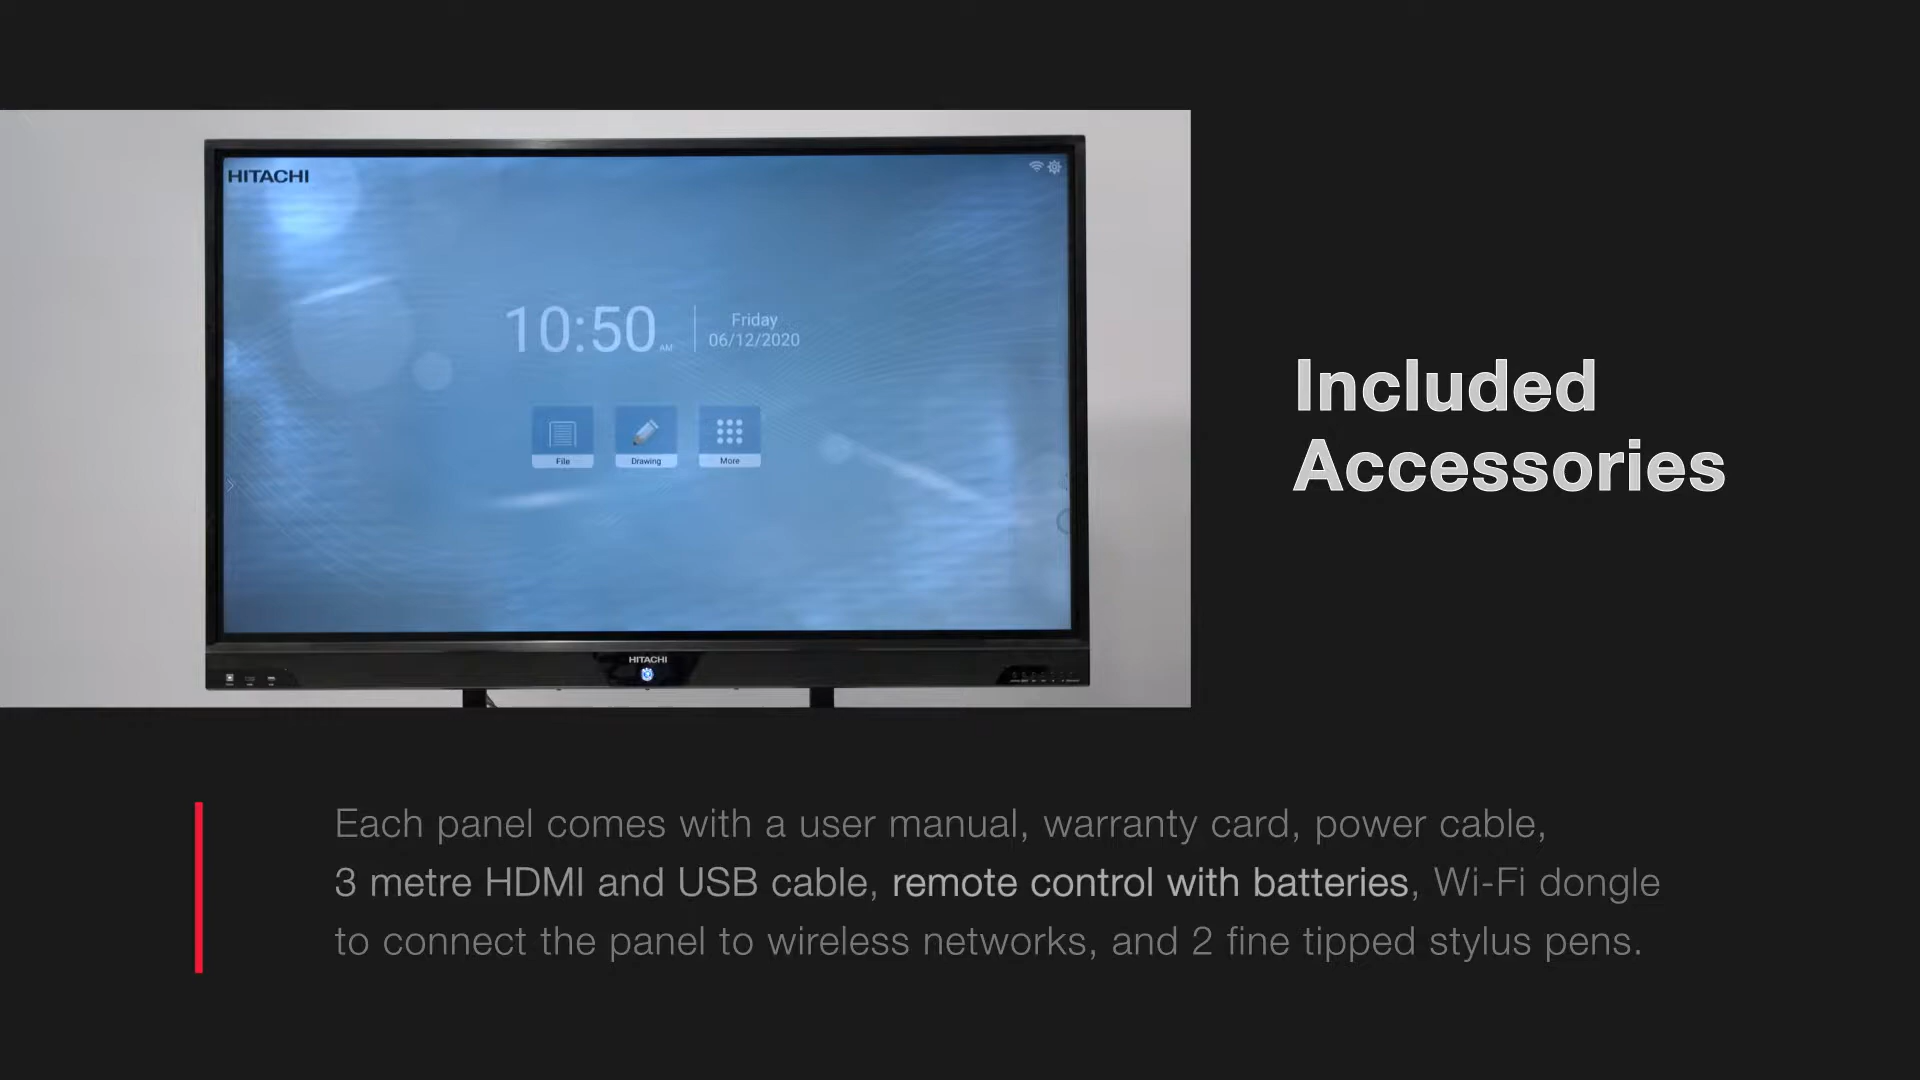 HITACHI
10:50 AM
Friday
06/12/2020
File
Drawing
More
HITACHI
Included
Accessories
Each panel comes with a user manual, warranty card, power cable,
3 metre HDMI and USB cable, remote control with batteries, Wi-Fi dongle
to connect the panel to wireless networks, and 2 fine tipped stylus pens.